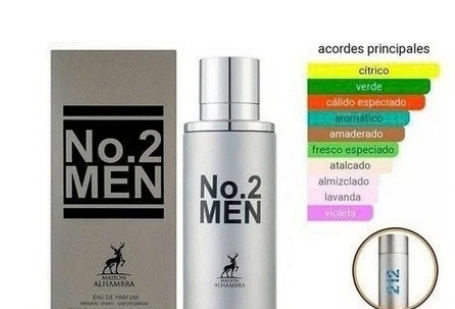 No.2
MEN
MAISON
ALHAMBRA
EAU DE PARFUM
No.2
MEN
MAISON
ALHAMBRA
acordes principales
cítrico
verde
cálido especiado
aromático
amaderado
fresco especiado
atalcado
almizclado
lavanda
violeta
212